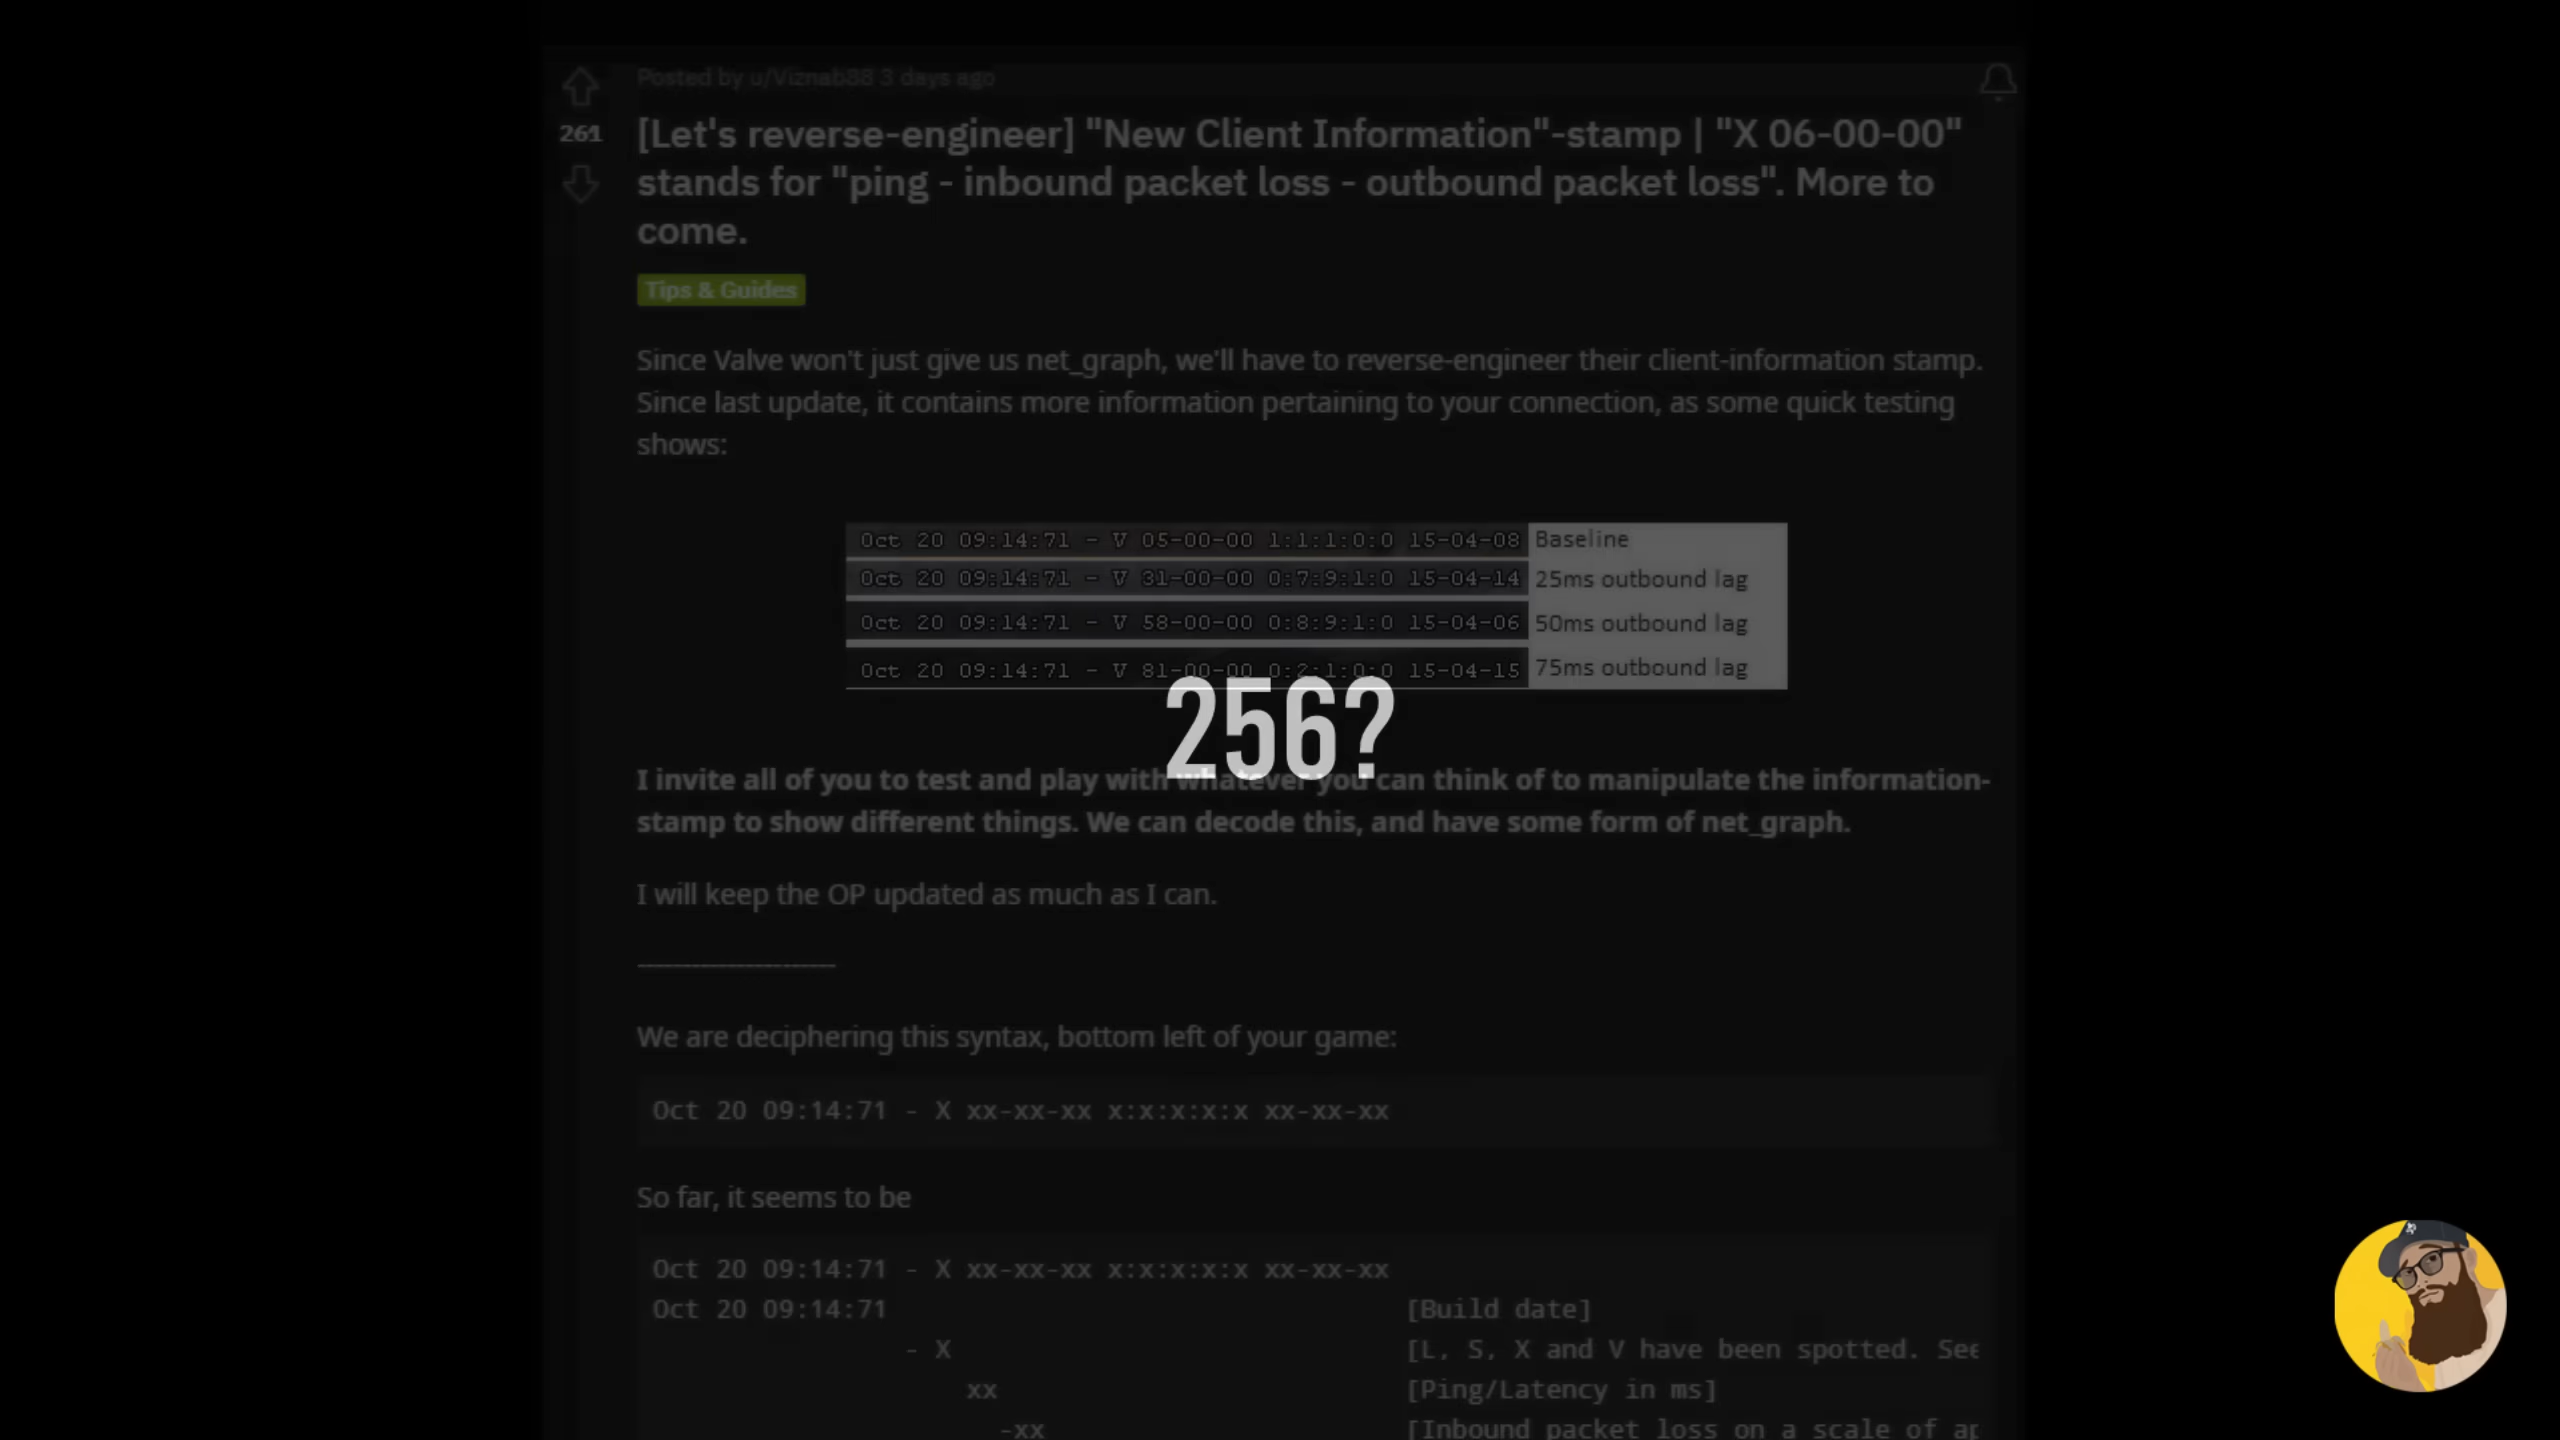 Posted by u/Viznab88 3 days ago
261
[Let's reverse-engineer] "New Client Information"-stamp | "X 06-00-00"
stands for "ping - inbound packet loss - outbound packet loss". More to
come.
Tips & Guides
Since Valve won't just give us net_graph, we'll have to reverse-engineer their client-information stamp.
Since last update, it contains more information pertaining to your connection, as some quick testing
shows:
Oct 20 09:14:71 - V 05-00-00 1:1:1:0:0 15-04-08 Baseline
Oct 20 09:14:71 - V 31-00-00 0:7:9:1:0 15-04-14 25ms outbound lag
Oct 20 09:14:71 - V 58-00-00 0:8:9:1:0 15-04-06 50ms outbound lag
Oct 20 09:14:71 - V 81-00-00 0:2:1:0:0 15-04-15 75ms outbound lag
256?
I invite all of you to test and play with whatever you can think of to manipulate the information-
stamp to show different things. We can decode this, and have some form of net_graph.
I will keep the OP updated as much as I can.
We are deciphering this syntax, bottom left of your game:
Oct 20 09:14:71 - X xx-xx-xx x:x:x:x:x xx-xx-xx
So far, it seems to be
Oct 20 09:14:71 - X xx-xx-xx x:x:x:x:x xx-xx-xx
Oct 20 09:14:71 [Build date]
- X [L, S, X and V have been spotted. See
xx [Ping/Latency in ms]
-xx [Inbound packet loss on a scale of